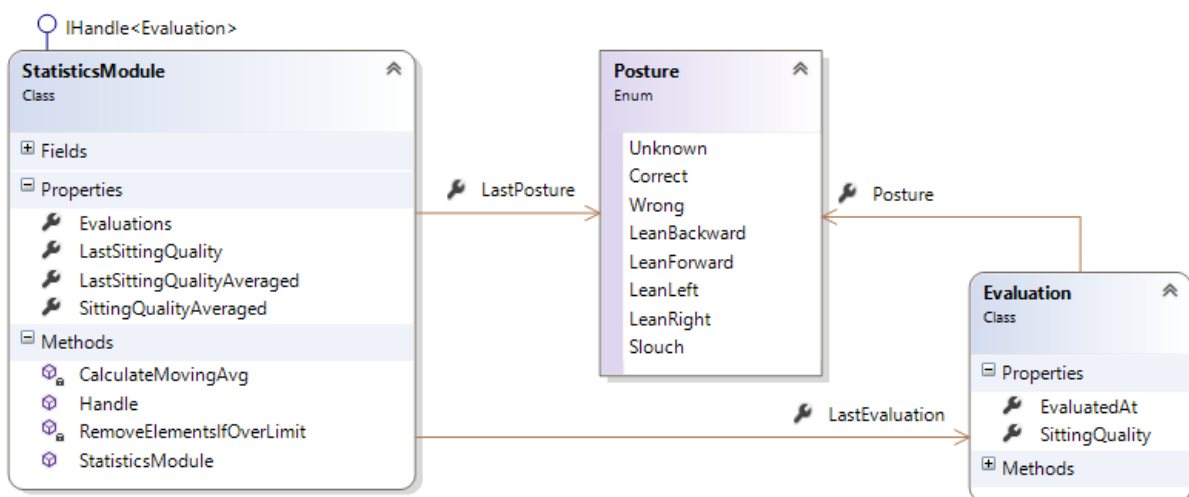 IHandle<Evaluation>
StatisticsModule
Class
Fields
Properties
Evaluations
LastSittingQuality
LastSittingQualityAveraged
SittingQualityAveraged
Methods
CalculateMovingAvg
Handle
RemoveElementsIfOverLimit
StatisticsModule
LastPosture
Posture
Enum
Unknown
Correct
Wrong
LeanBackward
LeanForward
LeanLeft
LeanRight
Slouch
Posture
LastEvaluation
Evaluation
Class
Properties
EvaluatedAt
SittingQuality
Methods